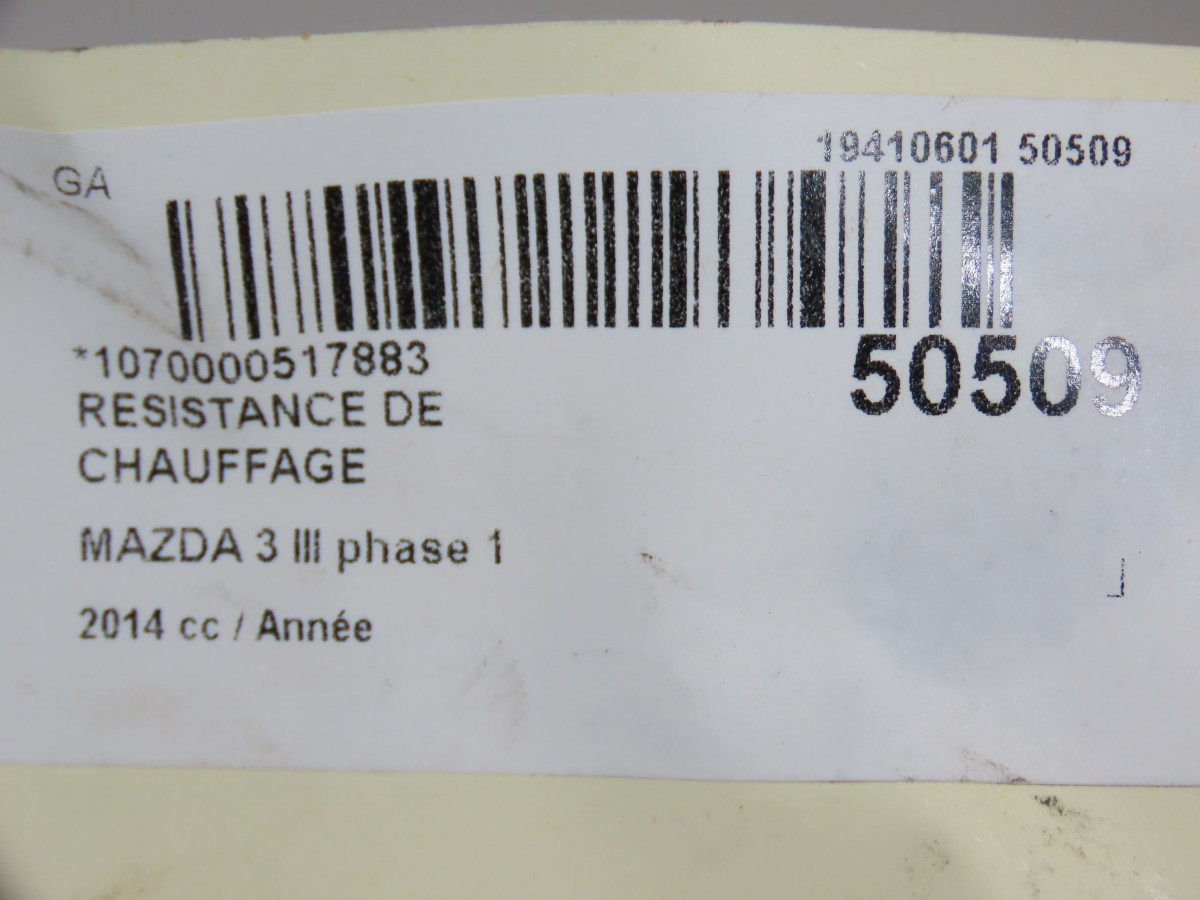 19410601 50509
GA
*1070000517883
50509
RESISTANCE DE
CHAUFFAGE
MAZDA 3 III phase 1
2014 cc / Année